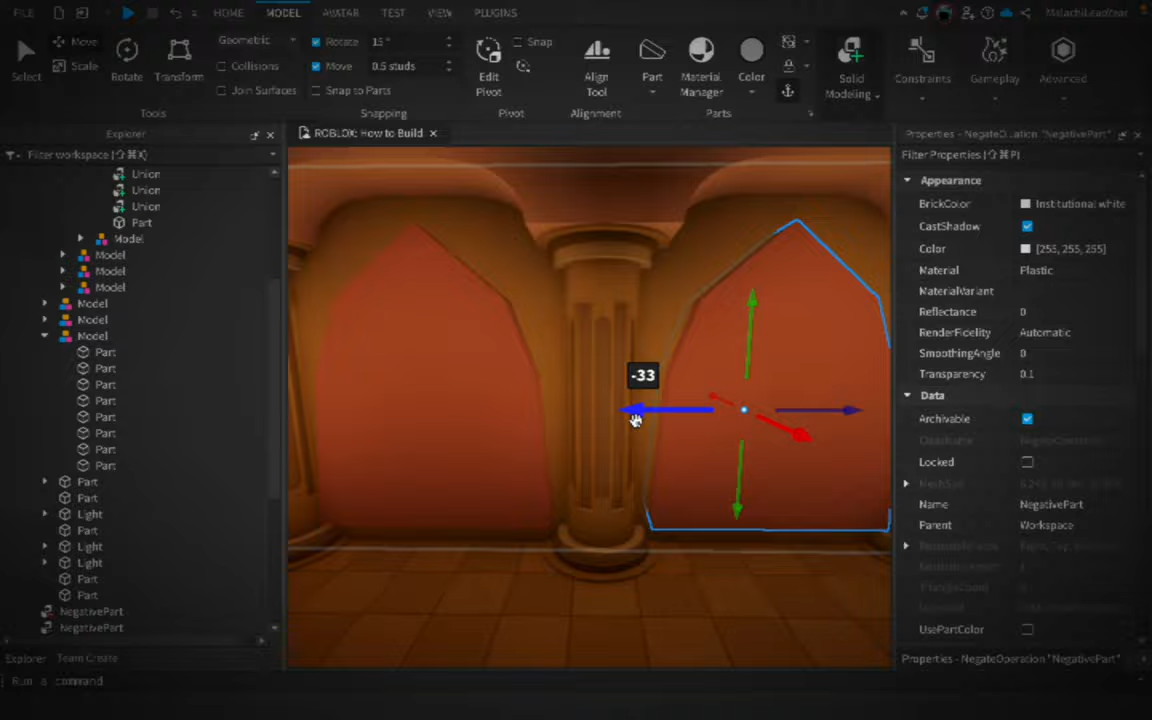 FILE HOME MODEL AVATAR TEST VIEW PLUGINS MalachiLeadYear
Select
Move
Scale
Rotate
Transform
Tools
Geometric
Collisions
Join Surfaces
Rotate 15°
Move 0.5 studs
Snap to Parts
Snapping
Edit Pivot
Snap
Pivot
Align Tool
Alignment
Part
Material Manager
Color
Parts
Solid Modeling
Constraints
Gameplay
Advanced
Explorer
Filter workspace (⇧⌘X)
Union
Union
Union
Part
Model
Model
Model
Model
Model
Model
Model
Part
Part
Part
Part
Part
Part
Part
Part
Part
Part
Light
Part
Light
Light
Part
Part
NegativePart
NegativePart
Explorer Team Create
Run a command
ROBLOX: How to Build
-33
Properties - NegateO...ation "NegativePart"
Filter Properties (⇧⌘P)
Appearance
BrickColor Institutional white
CastShadow
Color [255, 255, 255]
Material Plastic
MaterialVariant
Reflectance 0
RenderFidelity Automatic
SmoothingAngle 0
Transparency 0.1
Data
Archivable
Locked
Name NegativePart
Parent Workspace
UsePartColor
Properties - NegateOperation "NegativePart"